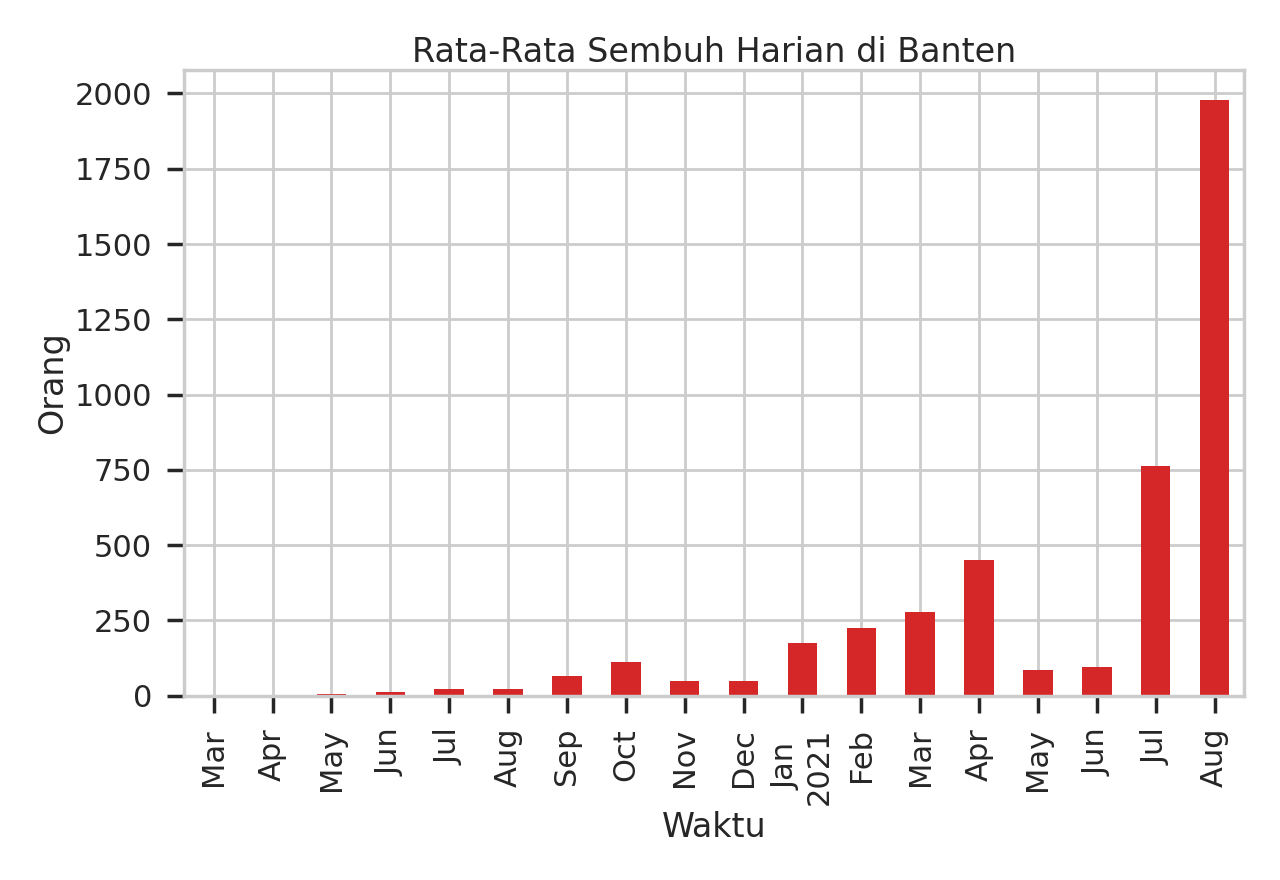 Rata-Rata Sembuh Harian di Banten
Orang
2000
1750
1500
1250
1000
750
500
250
0
Mar
Apr
May
Jun
Jul
Aug
Sep
Oct
Nov
Dec
Jan
2021
Feb
Mar
Apr
May
Jun
Jul
Aug
Waktu